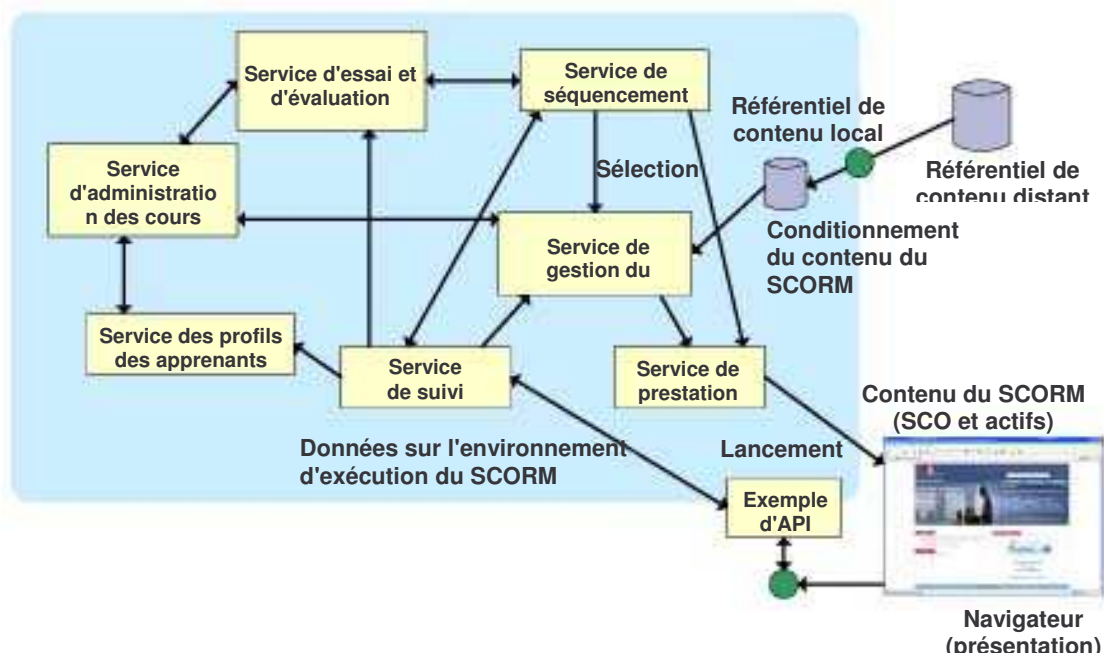 Service d'essai et
d'évaluation
Service de
séquencement
Référentiel de
contenu local
Référentiel de
contenu distant
Service
d'administratio
n des cours
Sélection
Service de
gestion du
Conditionnement
du contenu du
SCORM
Service des profils
des apprenants
Service
de suivi
Service de
prestation
Contenu du SCORM
(SCO et actifs)
Données sur l'environnement
d'exécution du SCORM
Lancement
Exemple
d'API
Navigateur
(présentation)